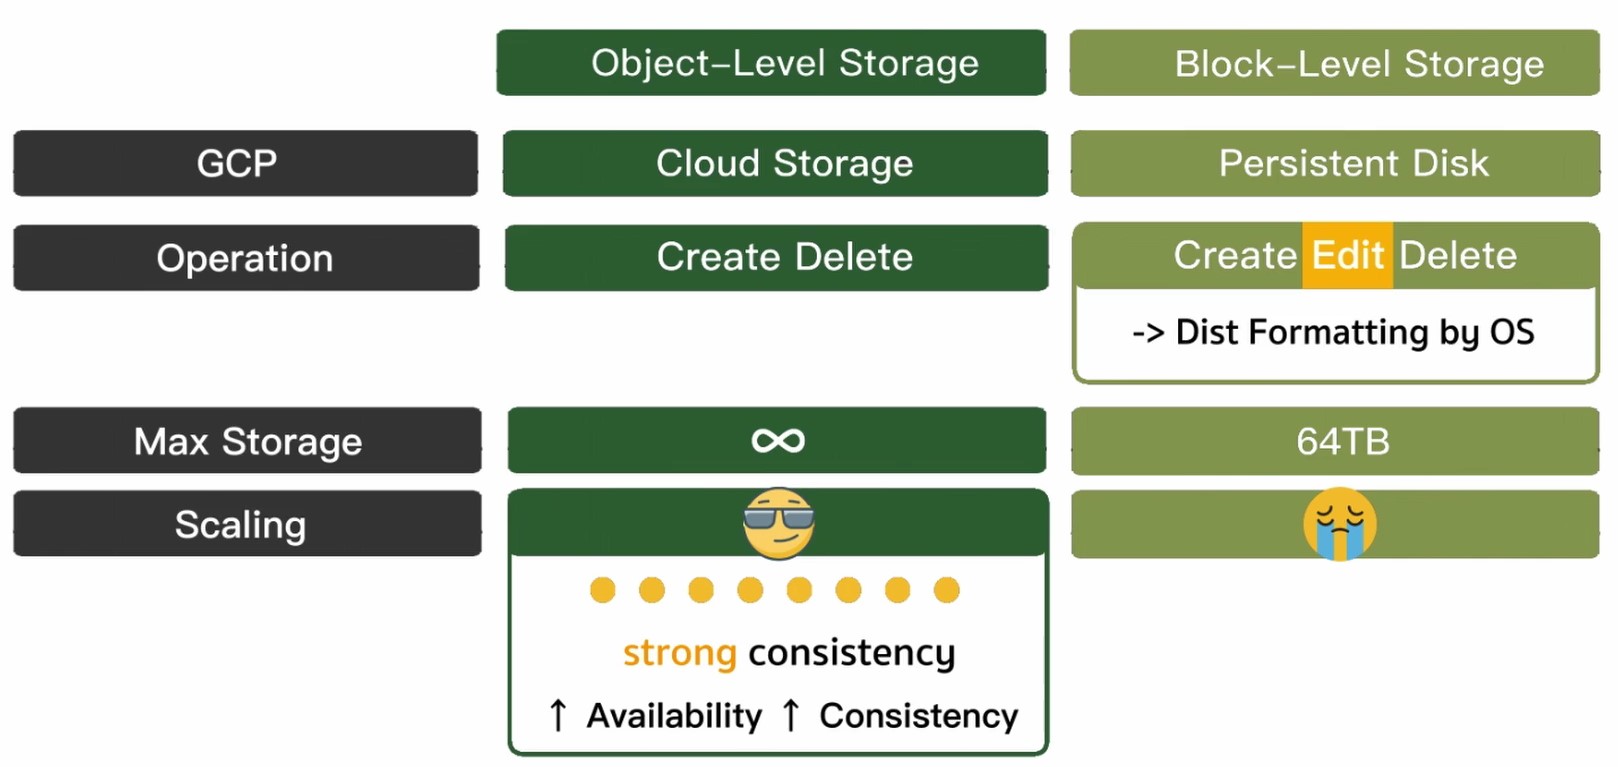 Object-Level Storage
Block-Level Storage
GCP
Cloud Storage
Persistent Disk
Operation
Create Delete
Create Edit Delete
-> Dist Formatting by OS
Max Storage
∞
64TB
Scaling
strong consistency
↑ Availability ↑ Consistency